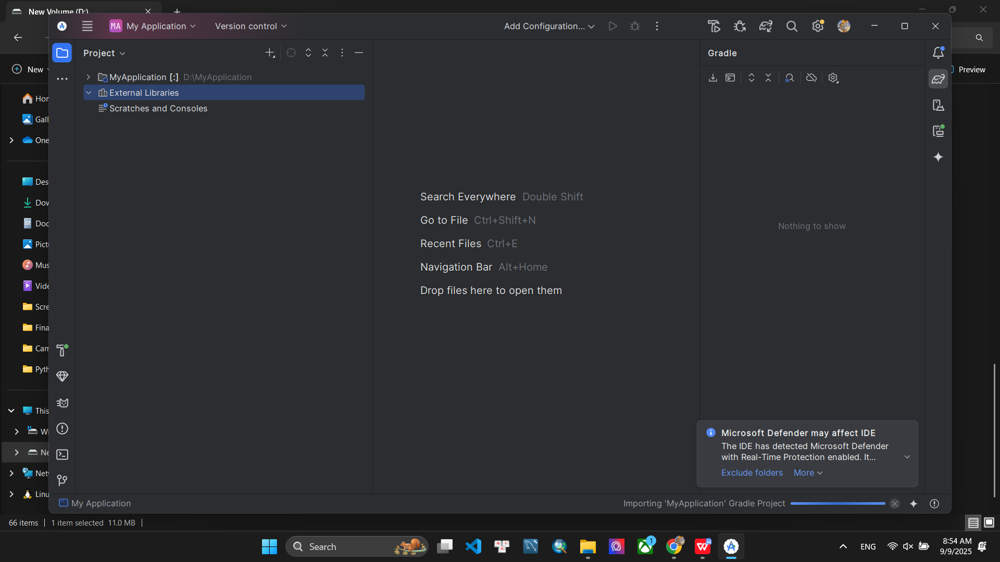 New Volume (D:)
MA My Application
Version control
Add Configuration...
New
Preview
Project
Gradle
MyApplication [:] D:\MyApplication
External Libraries
Scratches and Consoles
Hon
Gall
One
Des
Dow
Doc
Pict
Mus
Vide
Scre
Fina
Cam
Pyth
This
Wi
Ne
Net
Linu
Search Everywhere Double Shift
Go to File Ctrl+Shift+N
Recent Files Ctrl+E
Navigation Bar Alt+Home
Drop files here to open them
Nothing to show
Microsoft Defender may affect IDE
The IDE has detected Microsoft Defender
with Real-Time Protection enabled. It...
Exclude folders More
My Application
Importing 'MyApplication' Gradle Project
66 items
1 item selected 11.0 MB
Search
1
ENG
8:54 AM
9/9/2025